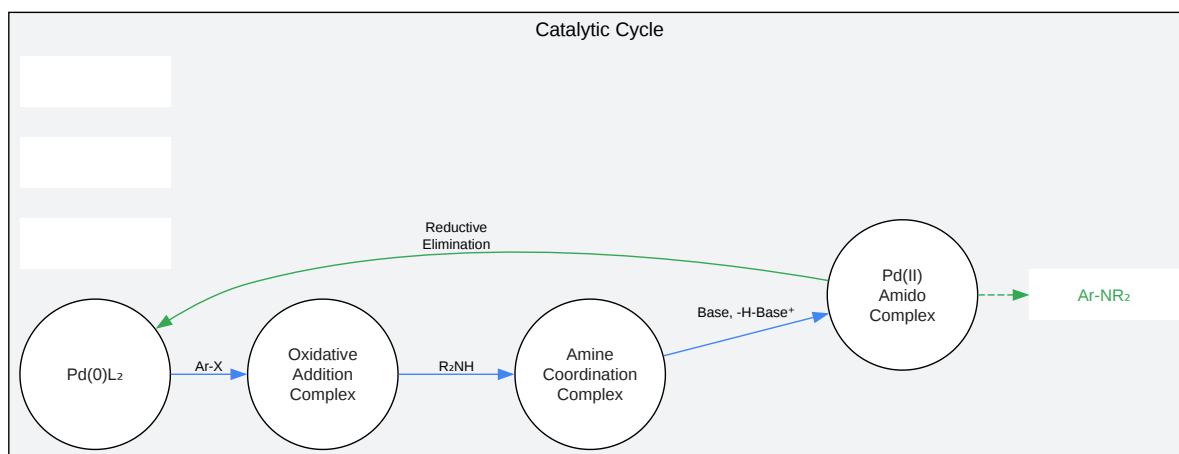 Catalytic Cycle
Reductive
Elimination
Pd(II)
Amido
Complex
Ar-NR₂
Base, -H-Base⁺
Pd(0)L₂
Ar-X
Oxidative
Addition
Complex
R₂NH
Amine
Coordination
Complex